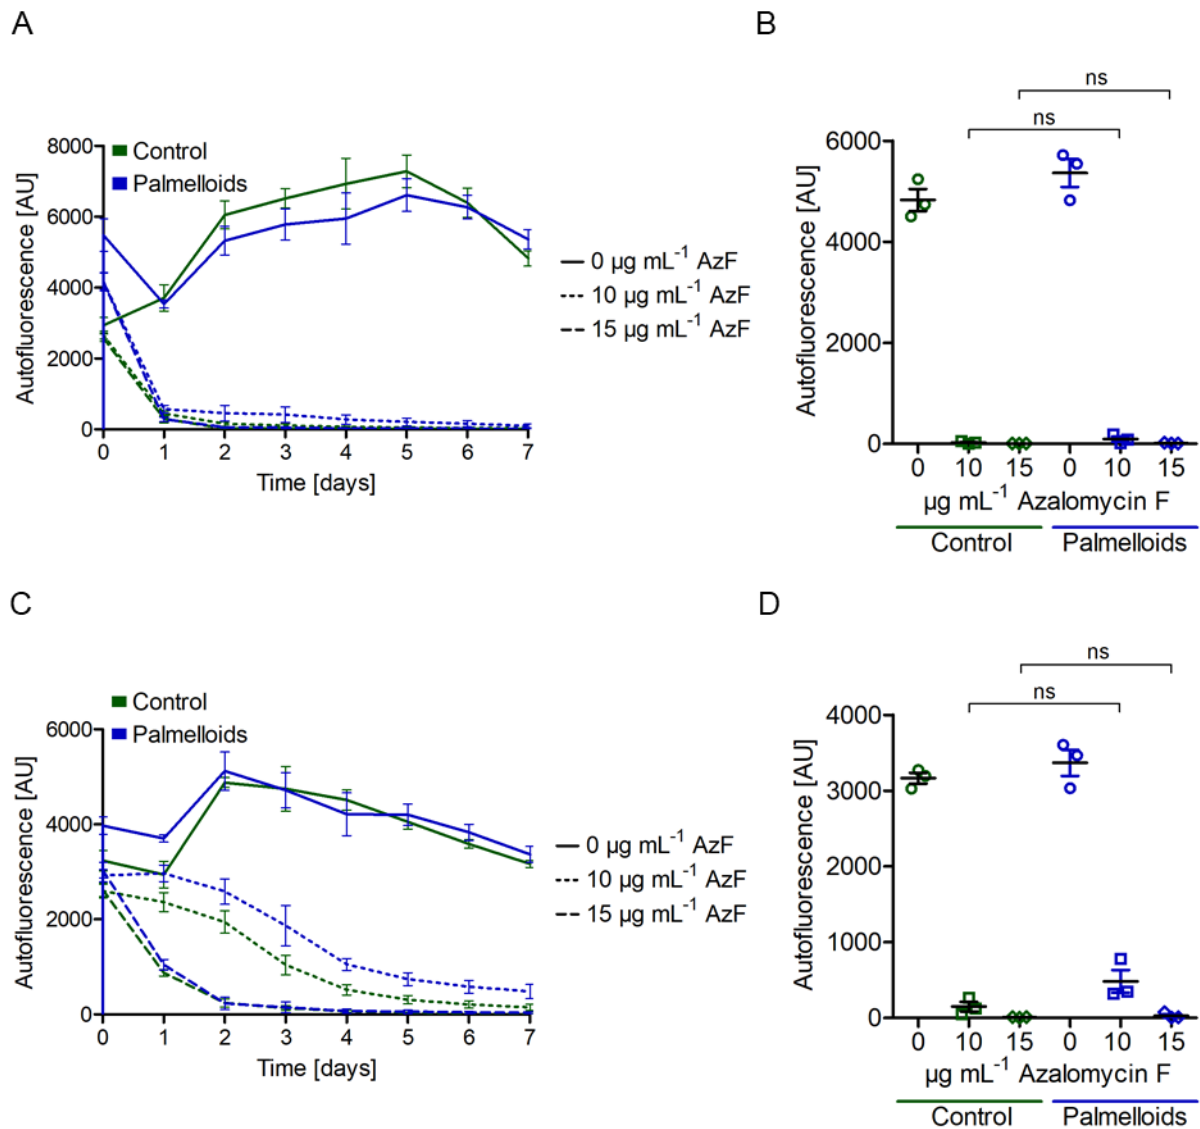 A
Control
Palmelloids
8000
6000
4000
2000
0
Autofluorescence [AU]
0 1 2 3 4 5 6 7
Time [days]
0 µg mL⁻¹ AzF
10 µg mL⁻¹ AzF
15 µg mL⁻¹ AzF
B
ns
ns
6000
4000
2000
0
Autofluorescence [AU]
0 10 15 0 10 15
µg mL⁻¹ Azalomycin F
Control Palmelloids
C
Control
Palmelloids
6000
4000
2000
0
Autofluorescence [AU]
0 1 2 3 4 5 6 7
Time [days]
0 µg mL⁻¹ AzF
10 µg mL⁻¹ AzF
15 µg mL⁻¹ AzF
D
ns
ns
4000
3000
2000
1000
0
Autofluorescence [AU]
0 10 15 0 10 15
µg mL⁻¹ Azalomycin F
Control Palmelloids